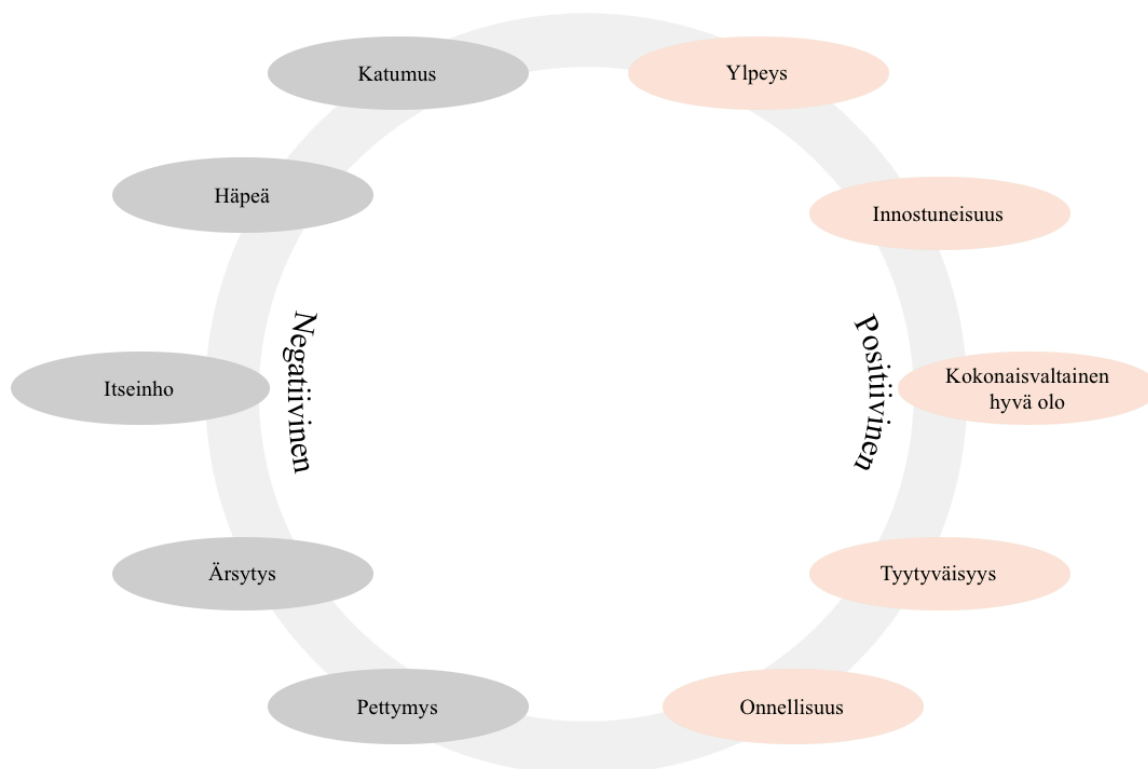 Katumus
Ylpeys
Häpeä
Innostuneisuus
Negatiivinen
Positiivinen
Itseinho
Kokonaisvaltainen
hyvä olo
Ärsytys
Tyytyväisyys
Pettymys
Onnellisuus